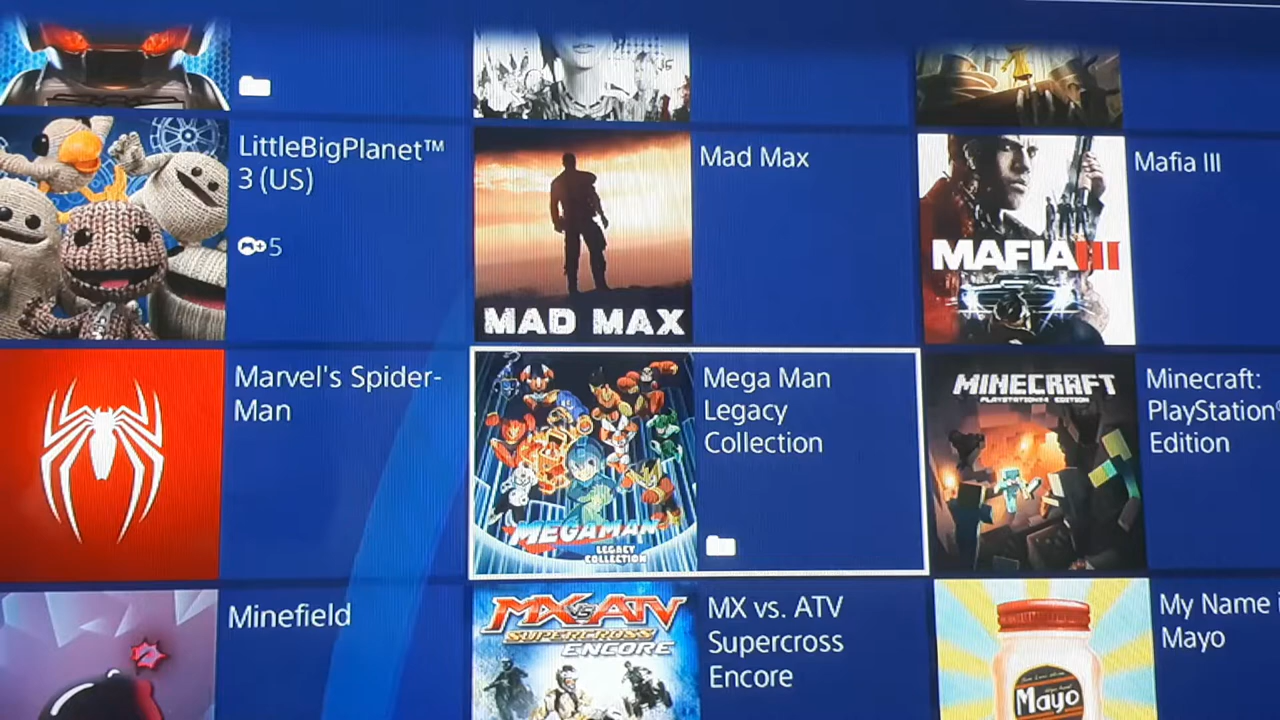 LittleBigPlanet™
3 (US)
5
MAD MAX
Mad Max
MAFIA III
Mafia III
Marvel's Spider-
Man
MEGAMAN
LEGACY
COLLECTION
Mega Man
Legacy
Collection
MINECRAFT
PLAYSTATION®4 EDITION
Minecraft:
PlayStation®
Edition
Minefield
MX VS ATV
SUPERCROSS
ENCORE
MX vs. ATV
Supercross
Encore
Mayo
My Name
Mayo